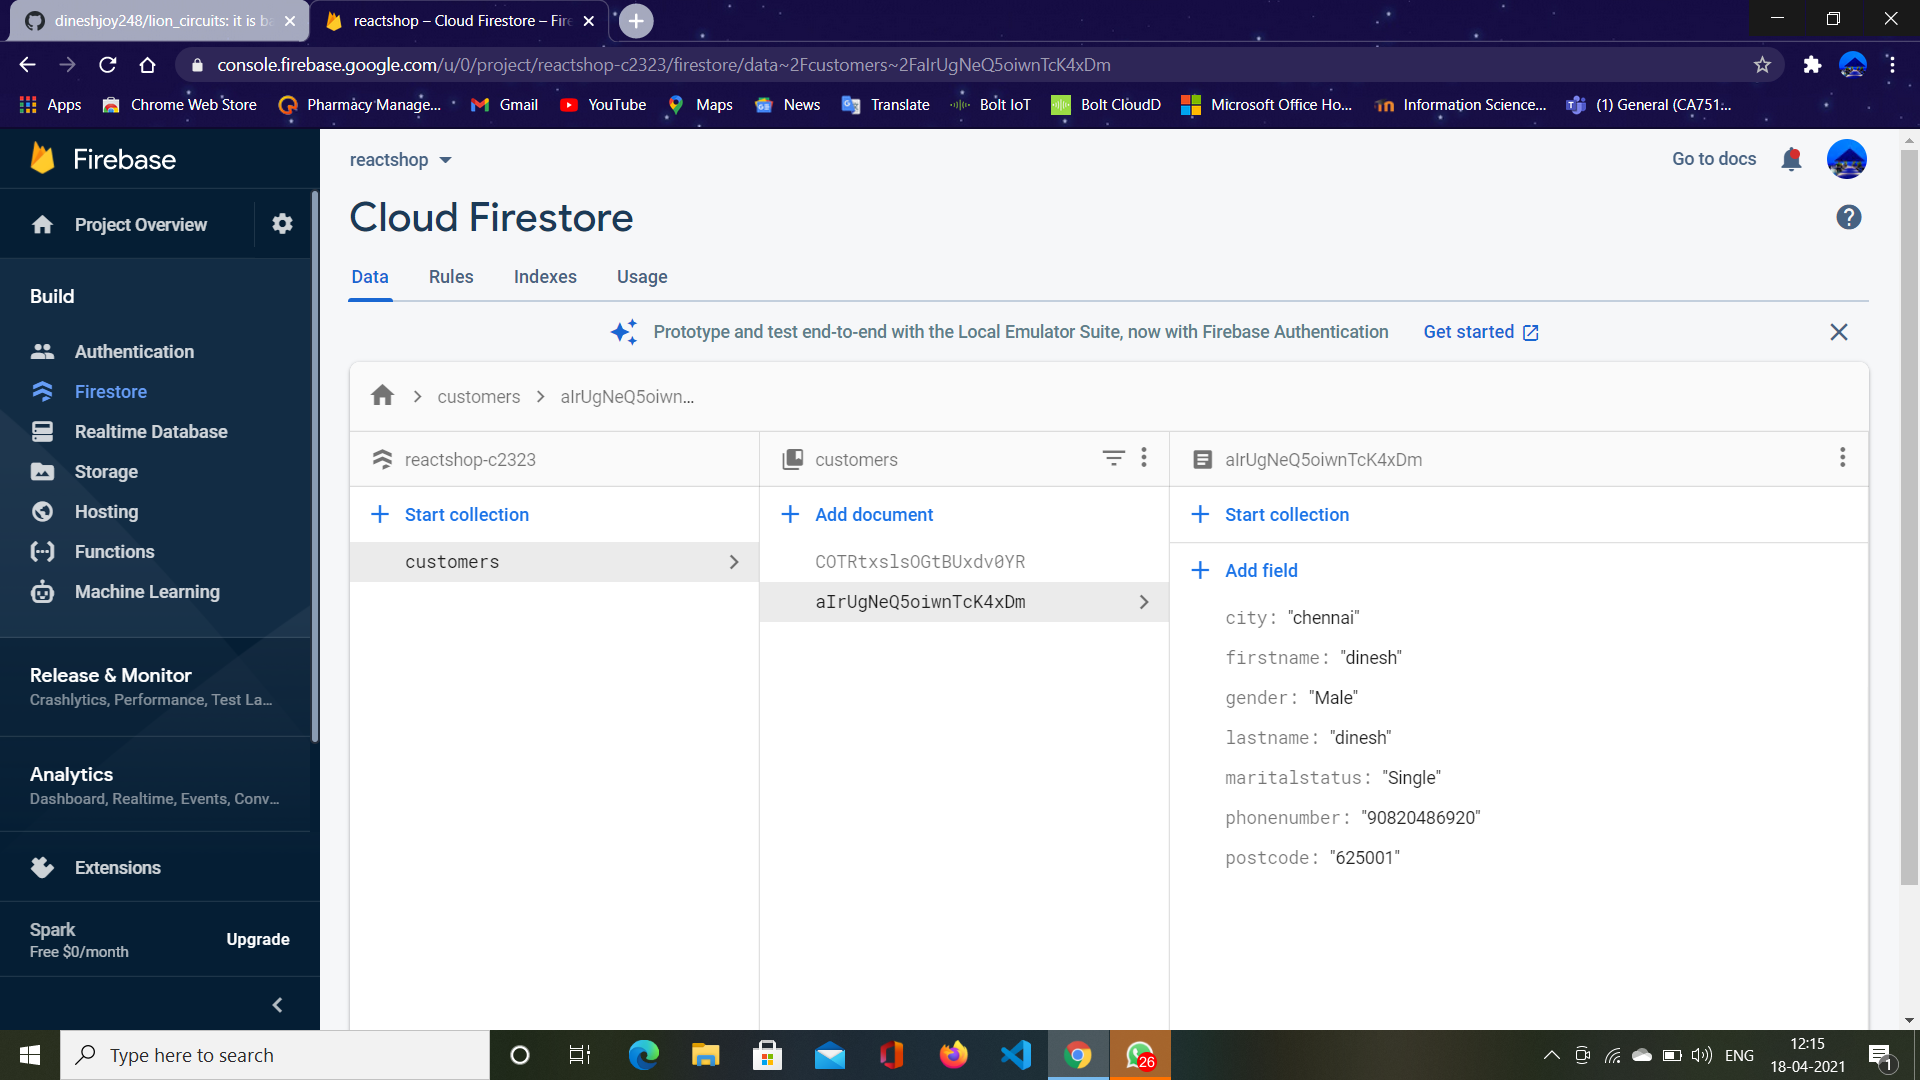 dineshjoy248/lion_circuits: it is ba
reactshop – Cloud Firestore – Fire
console.firebase.google.com/u/0/project/reactshop-c2323/firestore/data~2Fcustomers~2FaIrUgNeQ5oiwnTcK4xDm
Apps Chrome Web Store Pharmacy Manage... Gmail YouTube Maps News Translate Bolt IoT Bolt CloudD Microsoft Office Ho... Information Science... (1) General (CA751...
Firebase
Project Overview
Build
Authentication
Firestore
Realtime Database
Storage
Hosting
Functions
Machine Learning
Release & Monitor
Crashlytics, Performance, Test La...
Analytics
Dashboard, Realtime, Events, Conv...
Extensions
Spark
Free $0/month
Upgrade
reactshop
Go to docs
Cloud Firestore
Data Rules Indexes Usage
Prototype and test end-to-end with the Local Emulator Suite, now with Firebase Authentication Get started
customers aIrUgNeQ5oiwn...
reactshop-c2323
Start collection
customers
customers
Add document
COTRtxslsOGtBUxdv0YR
aIrUgNeQ5oiwnTcK4xDm
aIrUgNeQ5oiwnTcK4xDm
Start collection
Add field
city: "chennai"
firstname: "dinesh"
gender: "Male"
lastname: "dinesh"
maritalstatus: "Single"
phonenumber: "90820486920"
postcode: "625001"
Type here to search
26
ENG
12:15
18-04-2021
1